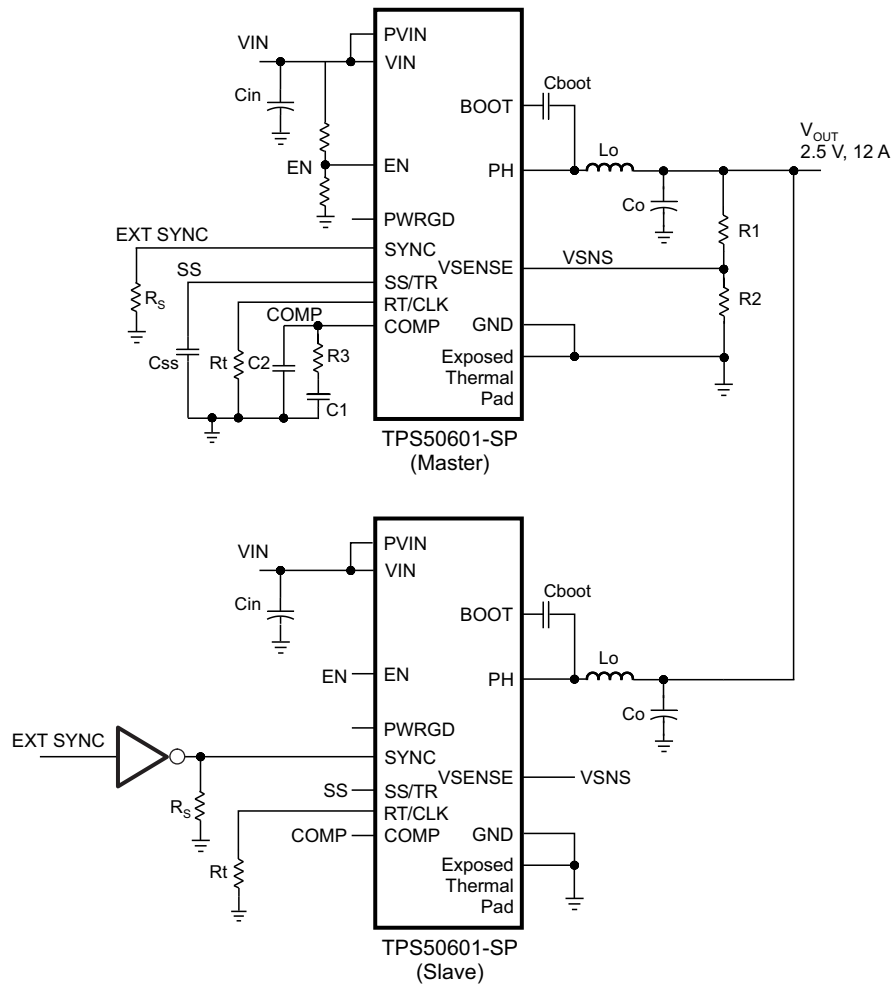 VIN
PVIN
VIN
Cin
Cboot
BOOT
EN
EN
PH
Lo
V_OUT
2.5 V, 12 A
Co
R1
PWRGD
EXT SYNC
SYNC
R_S
VSENSE
VSNS
SS
SS/TR
RT/CLK
R2
COMP
COMP
GND
Css
Rt
C2
R3
C1
Exposed
Thermal
Pad
TPS50601-SP
(Master)
VIN
PVIN
VIN
Cin
Cboot
BOOT
EN
EN
PH
Lo
Co
PWRGD
EXT SYNC
SYNC
R_S
VSENSE
VSNS
SS
SS/TR
RT/CLK
COMP
COMP
GND
Rt
Exposed
Thermal
Pad
TPS50601-SP
(Slave)